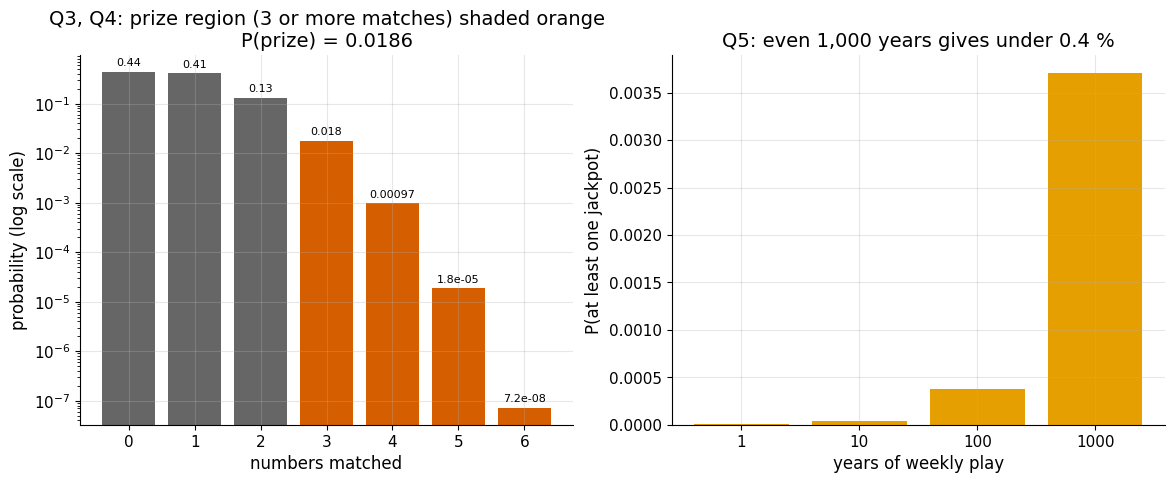 Q3, Q4: prize region (3 or more matches) shaded orange
P(prize) = 0.0186
probability (log scale)
10⁻¹
10⁻²
10⁻³
10⁻⁴
10⁻⁵
10⁻⁶
10⁻⁷
0.44
0.41
0.13
0.018
0.00097
1.8e-05
7.2e-08
0 1 2 3 4 5 6
numbers matched
Q5: even 1,000 years gives under 0.4 %
P(at least one jackpot)
0.0035
0.0030
0.0025
0.0020
0.0015
0.0010
0.0005
0.0000
1 10 100 1000
years of weekly play